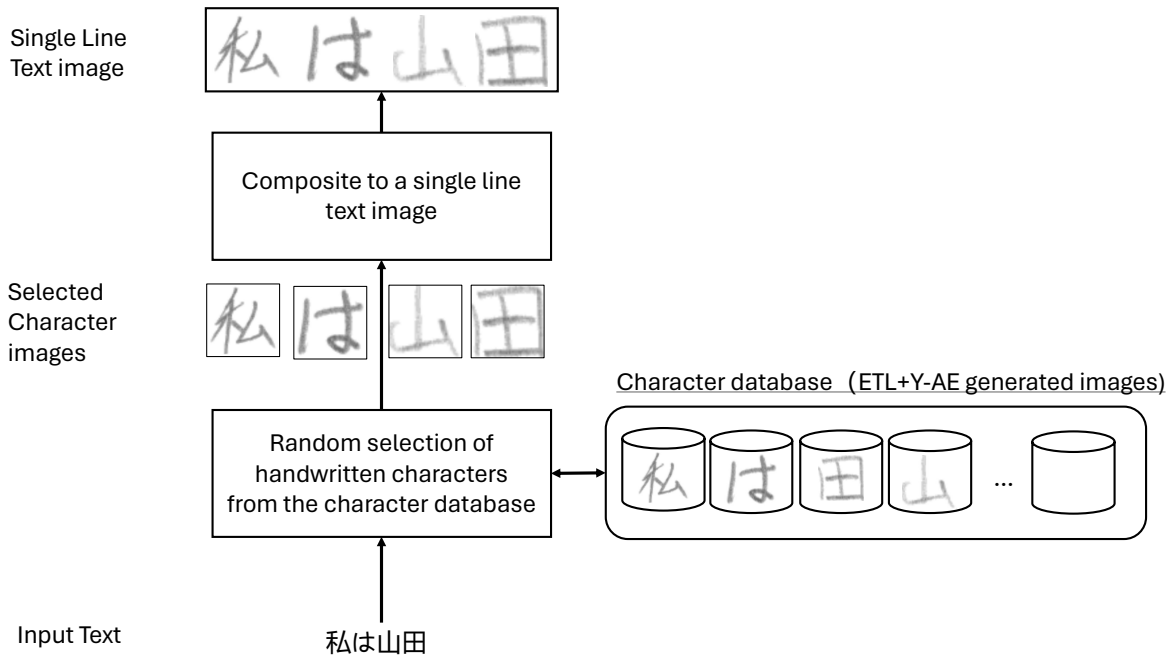 Single Line
Text image
私は山田
Composite to a single line
text image
Selected
Character
images
私 は 山 田
Character database （ETL+Y-AE generated images)
Random selection of
handwritten characters
from the character database
私 は 田 山 ...
Input Text
私は山田